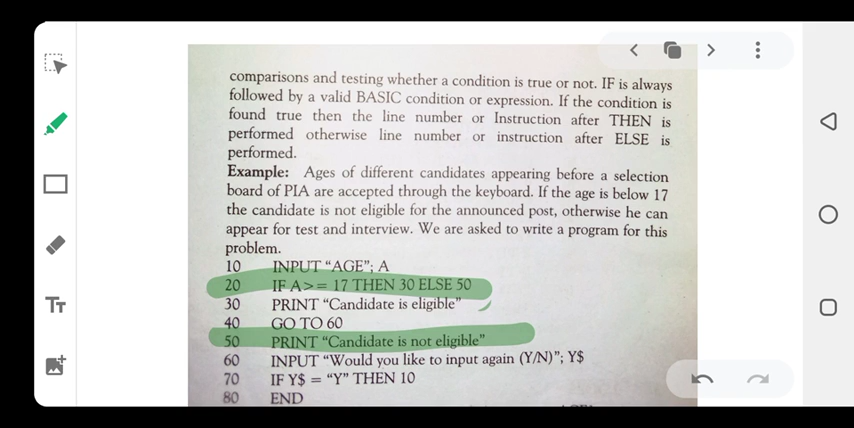 comparisons and testing whether a condition is true or not. IF is always
followed by a valid BASIC condition or expression. If the condition is
found true then the line number or Instruction after THEN is
performed otherwise line number or instruction after ELSE is
performed.
Example: Ages of different candidates appearing before a selection
board of PIA are accepted through the keyboard. If the age is below 17
the candidate is not eligible for the announced post, otherwise he can
appear for test and interview. We are asked to write a program for this
problem.
10 INPUT “AGE”; A
20 IF A>= 17 THEN 30 ELSE 50
30 PRINT “Candidate is eligible”
40 GO TO 60
50 PRINT “Candidate is not eligible”
60 INPUT “Would you like to input again (Y/N)”; Y$
70 IF Y$ = “Y” THEN 10
80 END
TT